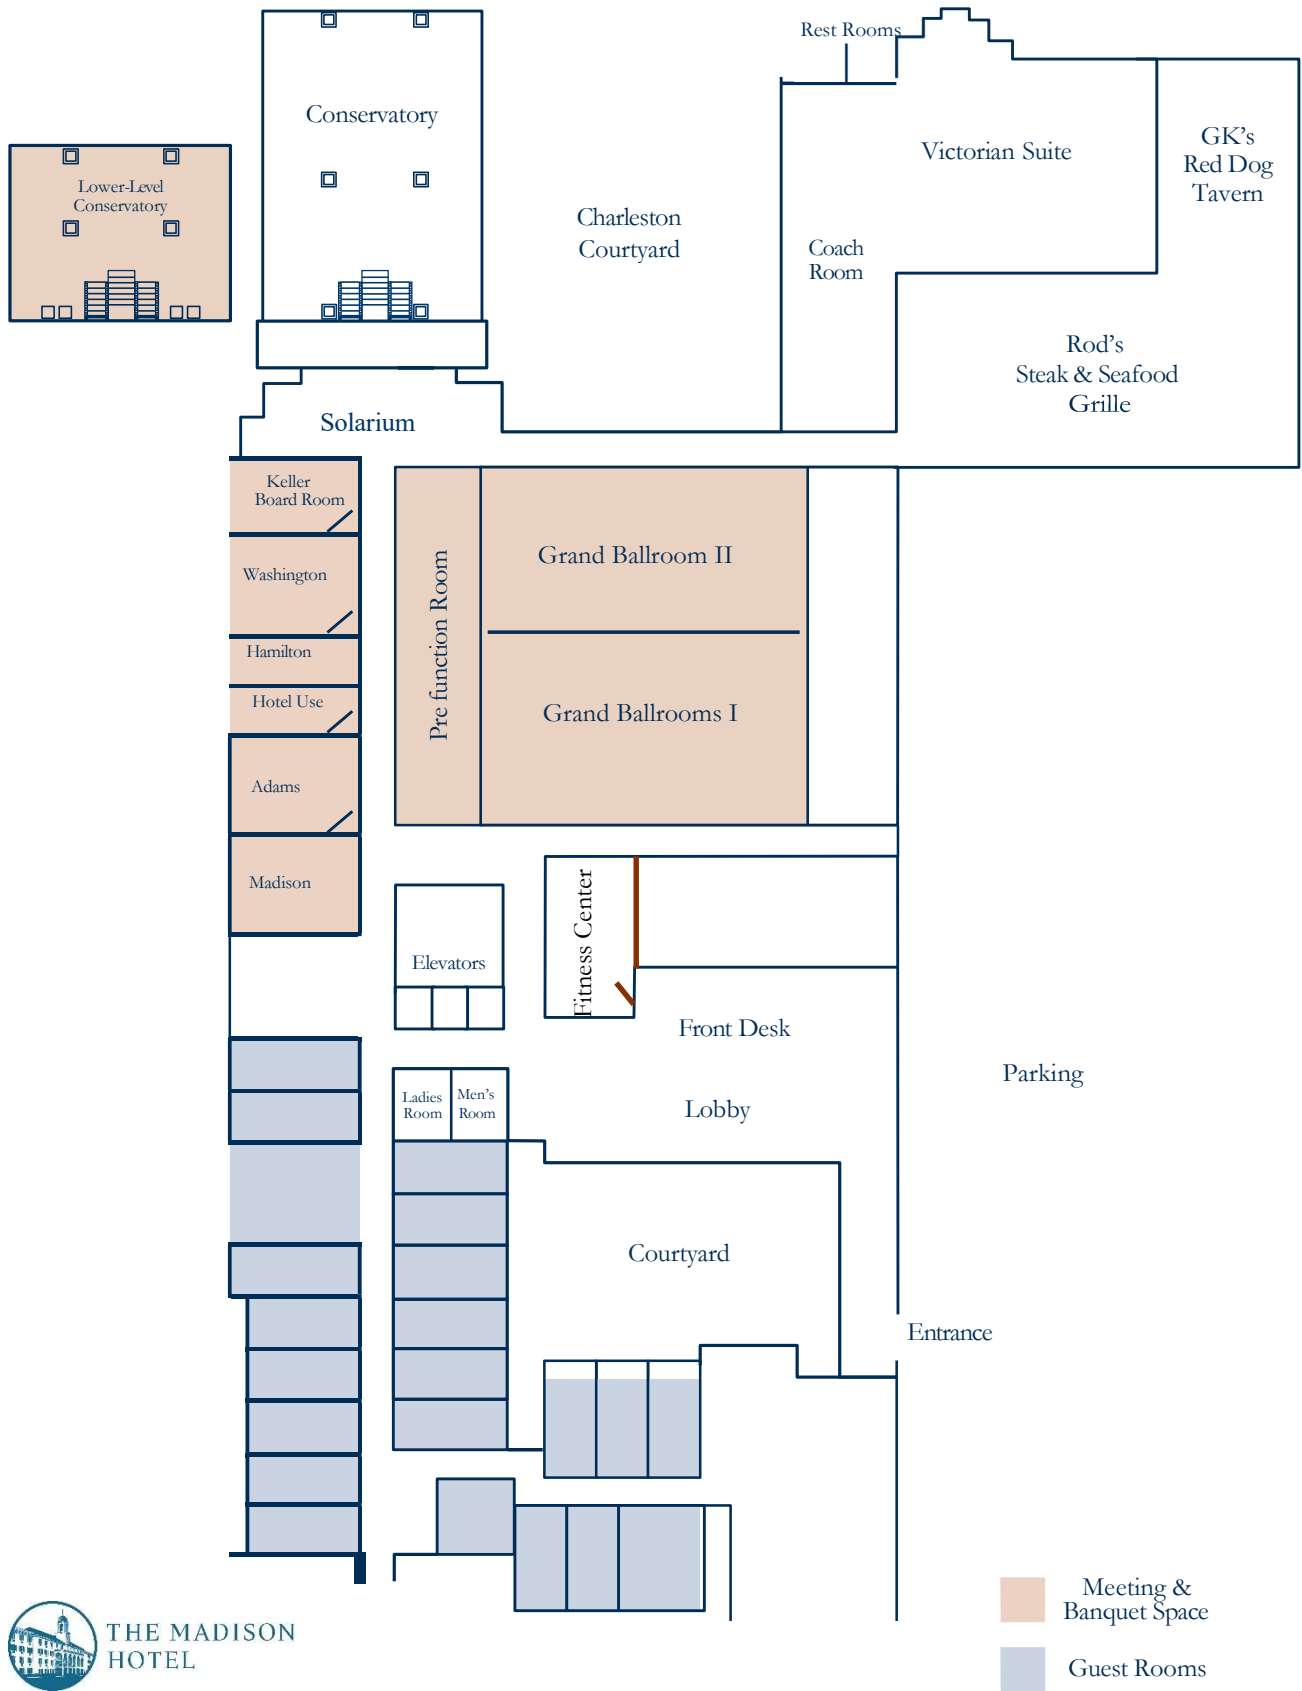 Rest Rooms
Conservatory
Victorian Suite
GK's
Red Dog
Tavern
Lower-Level
Conservatory
Charleston
Courtyard
Coach
Room
Rod's
Steak & Seafood
Grille
Solarium
Keller
Board Room
Washington
Hamilton
Hotel Use
Adams
Madison
Pre function Room
Grand Ballroom II
Grand Ballrooms I
Elevators
Fitness Center
Front Desk
Lobby
Parking
Ladies
Room
Men's
Room
Courtyard
Entrance
Meeting &
Banquet Space
Guest Rooms
THE MADISON
HOTEL